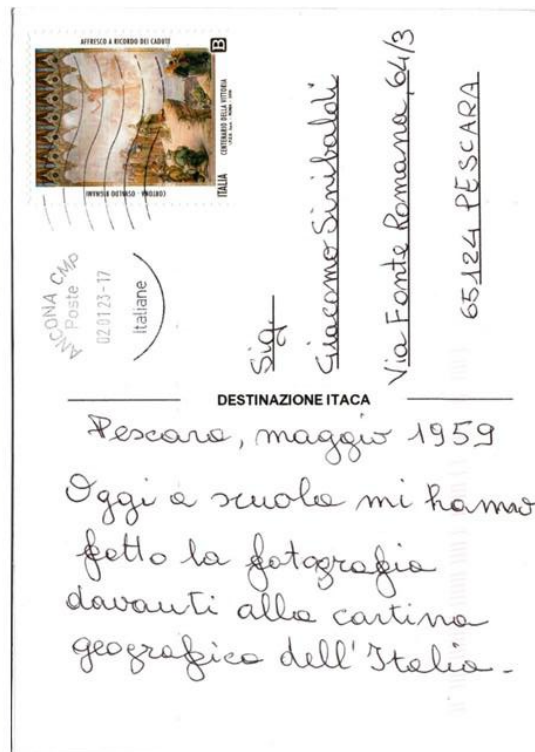 AFFRESCO A RICORDO DEI CADUTI
B
CENTENARIO DELLA VITTORIA
ITALIA
CORTONA - OSVALDO BIGNAMI
ANCONA CMP
Poste
02 01 23-17
Italiane
Sig.
Giacomo Sinibaldi
Via Fonte Romana, 64/3
65124 PESCARA
DESTINAZIONE ITACA
Pescara, maggio 1959
Oggi a scuola mi hanno
fatto la fotografia
davanti alla cartina
geografica dell'Italia.